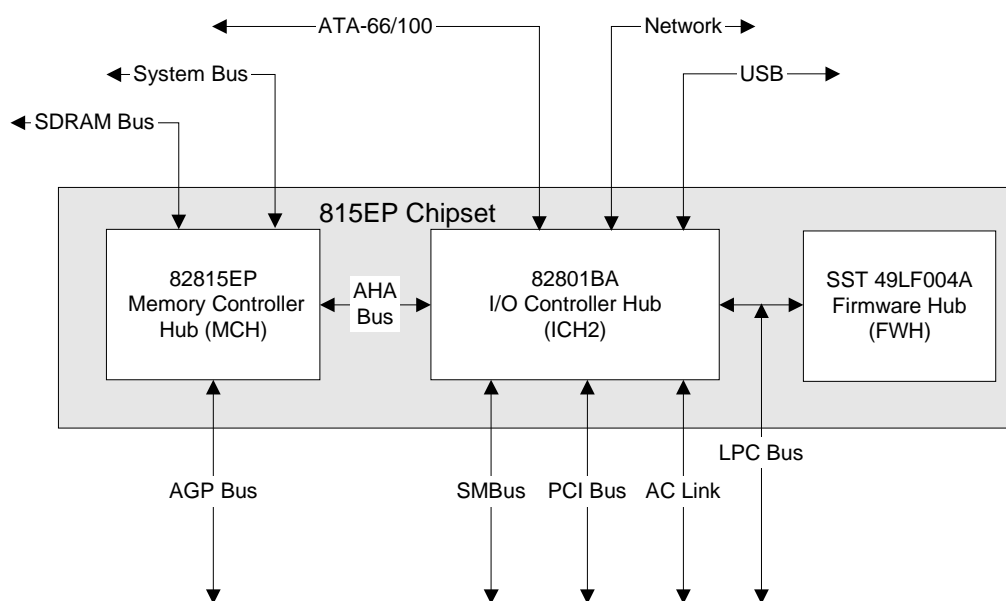 ATA-66/100
Network
System Bus
USB
SDRAM Bus
815EP Chipset
82815EP
Memory Controller
Hub (MCH)
AHA
Bus
82801BA
I/O Controller Hub
(ICH2)
SST 49LF004A
Firmware Hub
(FWH)
LPC Bus
AGP Bus
SMBus
PCI Bus
AC Link